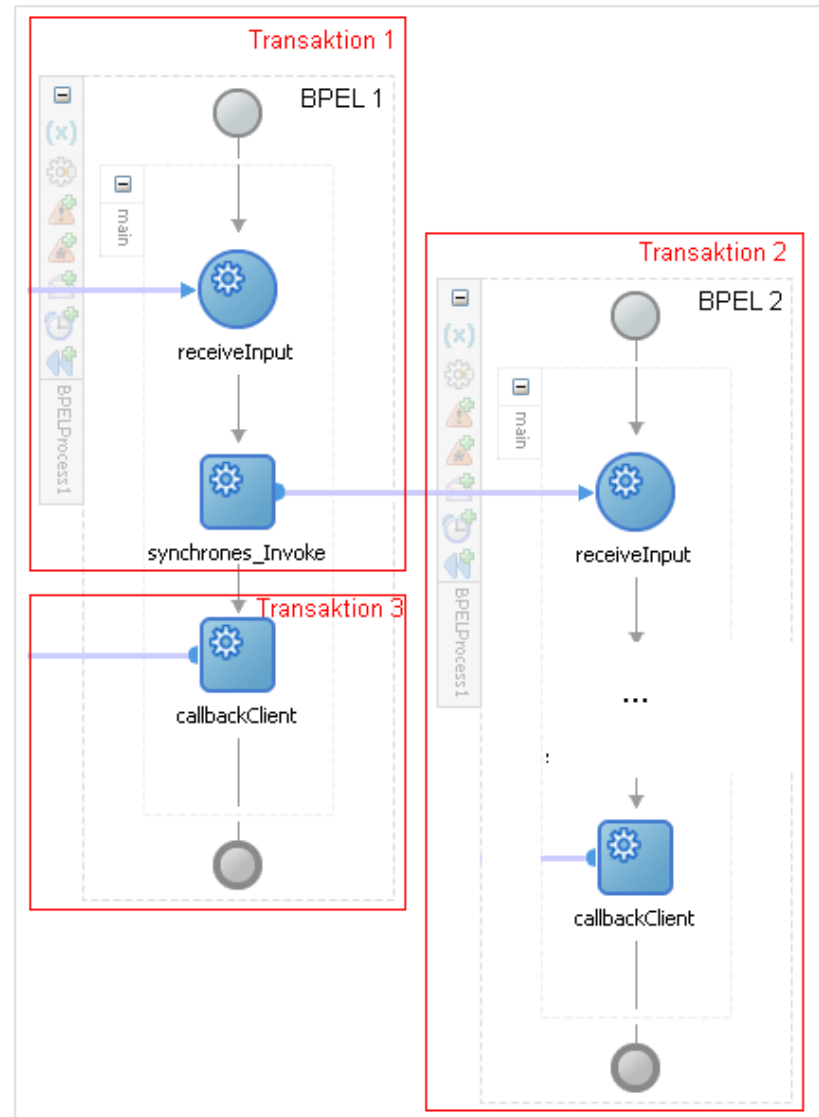 Transaktion 1
BPEL 1
(x)
main
receiveInput
BPELProcess1
synchrones_Invoke
Transaktion 3
callbackClient
Transaktion 2
BPEL 2
(x)
main
receiveInput
BPELProcess1
...
:
callbackClient